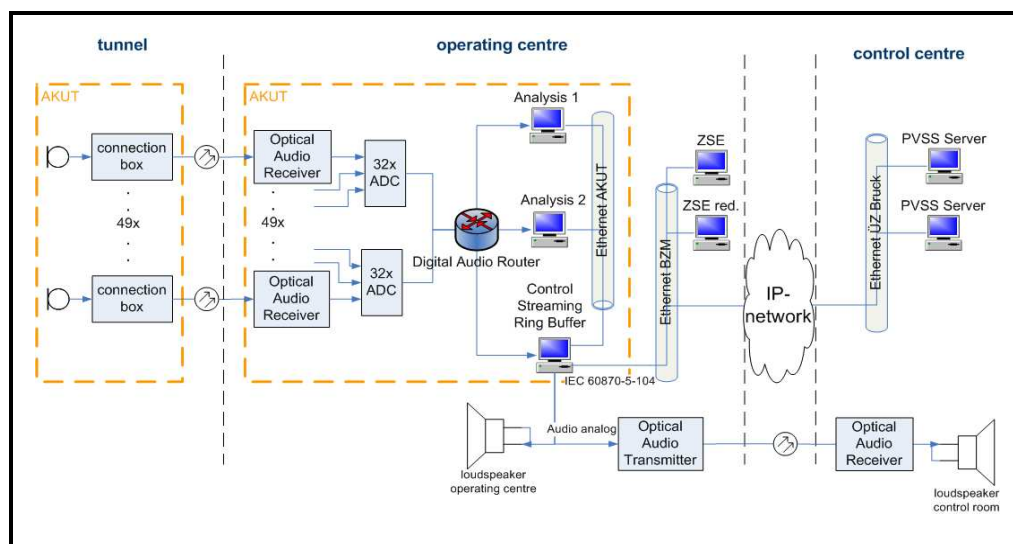 tunnel
operating centre
control centre
AKUT
connection
box
49x
connection
box
AKUT
Optical
Audio
Receiver
49x
Optical
Audio
Receiver
32x
ADC
32x
ADC
Digital Audio Router
Analysis 1
Analysis 2
Control
Streaming
Ring Buffer
Ethernet AKUT
IEC 60870-5-104
Ethernet BZM
ZSE
ZSE red.
IP-
network
Ethernet ÜZ Bruck
PVSS Server
PVSS Server
loudspeaker
operating centre
Audio analog
Optical
Audio
Transmitter
Optical
Audio
Receiver
loudspeaker
control room